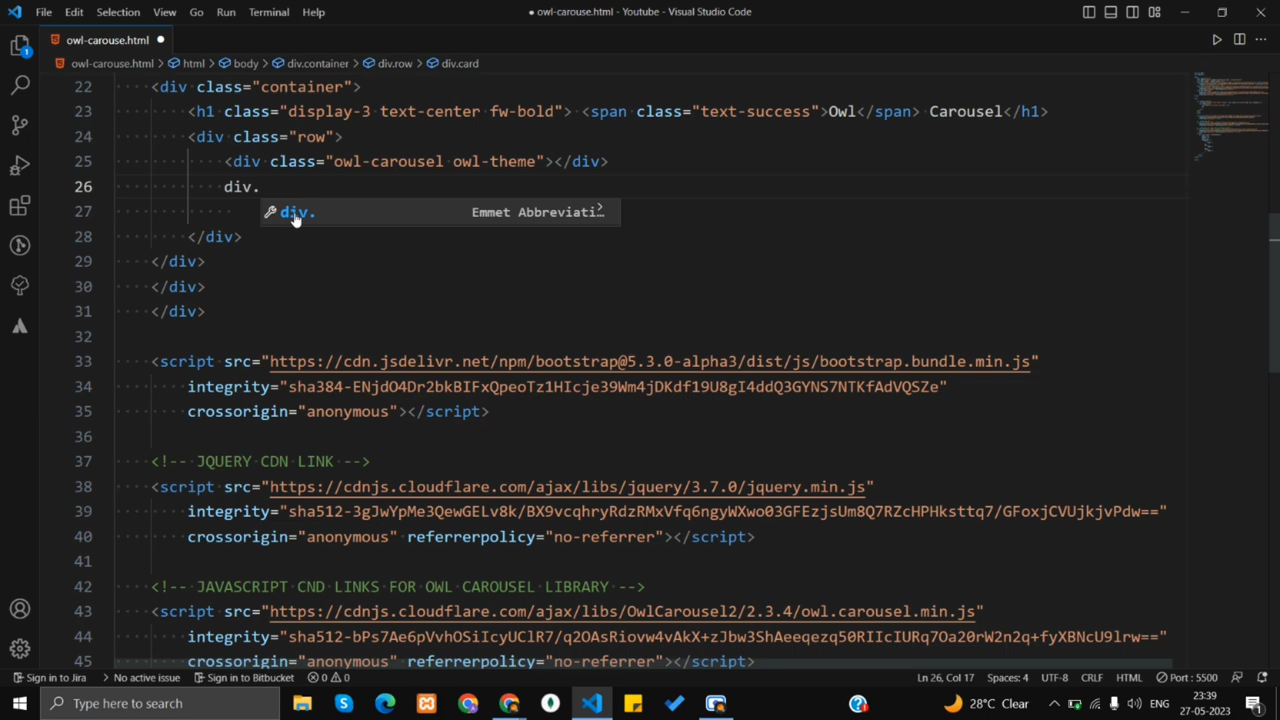 File Edit Selection View Go Run Terminal Help
● owl-carouse.html - Youtube - Visual Studio Code
owl-carouse.html ●
owl-carouse.html > html > body > div.container > div.row > div.card
22 <div class="container">
23 <h1 class="display-3 text-center fw-bold"> <span class="text-success">Owl</span> Carousel</h1>
24 <div class="row">
25 <div class="owl-carousel owl-theme"></div>
26 div.
27 div. Emmet Abbreviati… >
28 </div>
29 </div>
30 </div>
31 </div>
32
33 <script src="https://cdn.jsdelivr.net/npm/bootstrap@5.3.0-alpha3/dist/js/bootstrap.bundle.min.js"
34 integrity="sha384-ENjdO4Dr2bkBIFxQpeoTz1HIcje39Wm4jDKdf19U8gI4ddQ3GYNS7NTKfAdVQSZe"
35 crossorigin="anonymous"></script>
36
37 <!-- JQUERY CDN LINK -->
38 <script src="https://cdnjs.cloudflare.com/ajax/libs/jquery/3.7.0/jquery.min.js"
39 integrity="sha512-3gJwYpMe3QewGELv8k/BX9vcqhryRdzRMxVfq6ngyWXwo03GFEzjsUm8Q7RZcHPHksttq7/GFoxjCVUjkjvPdw=="
40 crossorigin="anonymous" referrerpolicy="no-referrer"></script>
41
42 <!-- JAVASCRIPT CND LINKS FOR OWL CAROUSEL LIBRARY -->
43 <script src="https://cdnjs.cloudflare.com/ajax/libs/OwlCarousel2/2.3.4/owl.carousel.min.js"
44 integrity="sha512-bPs7Ae6pVvhOSiIcyUClR7/q2OAsRiovw4vAkX+zJbw3ShAeeqezq50RIIcIURq7Oa20rW2n2q+fyXBNcU9lrw=="
45 crossorigin="anonymous" referrerpolicy="no-referrer"></script>
Sign in to Jira > No active issue Sign in to Bitbucket 0 0 Ln 26, Col 17 Spaces: 4 UTF-8 CRLF HTML Port : 5500
Type here to search 28°C Clear ENG 23:39
27-05-2023